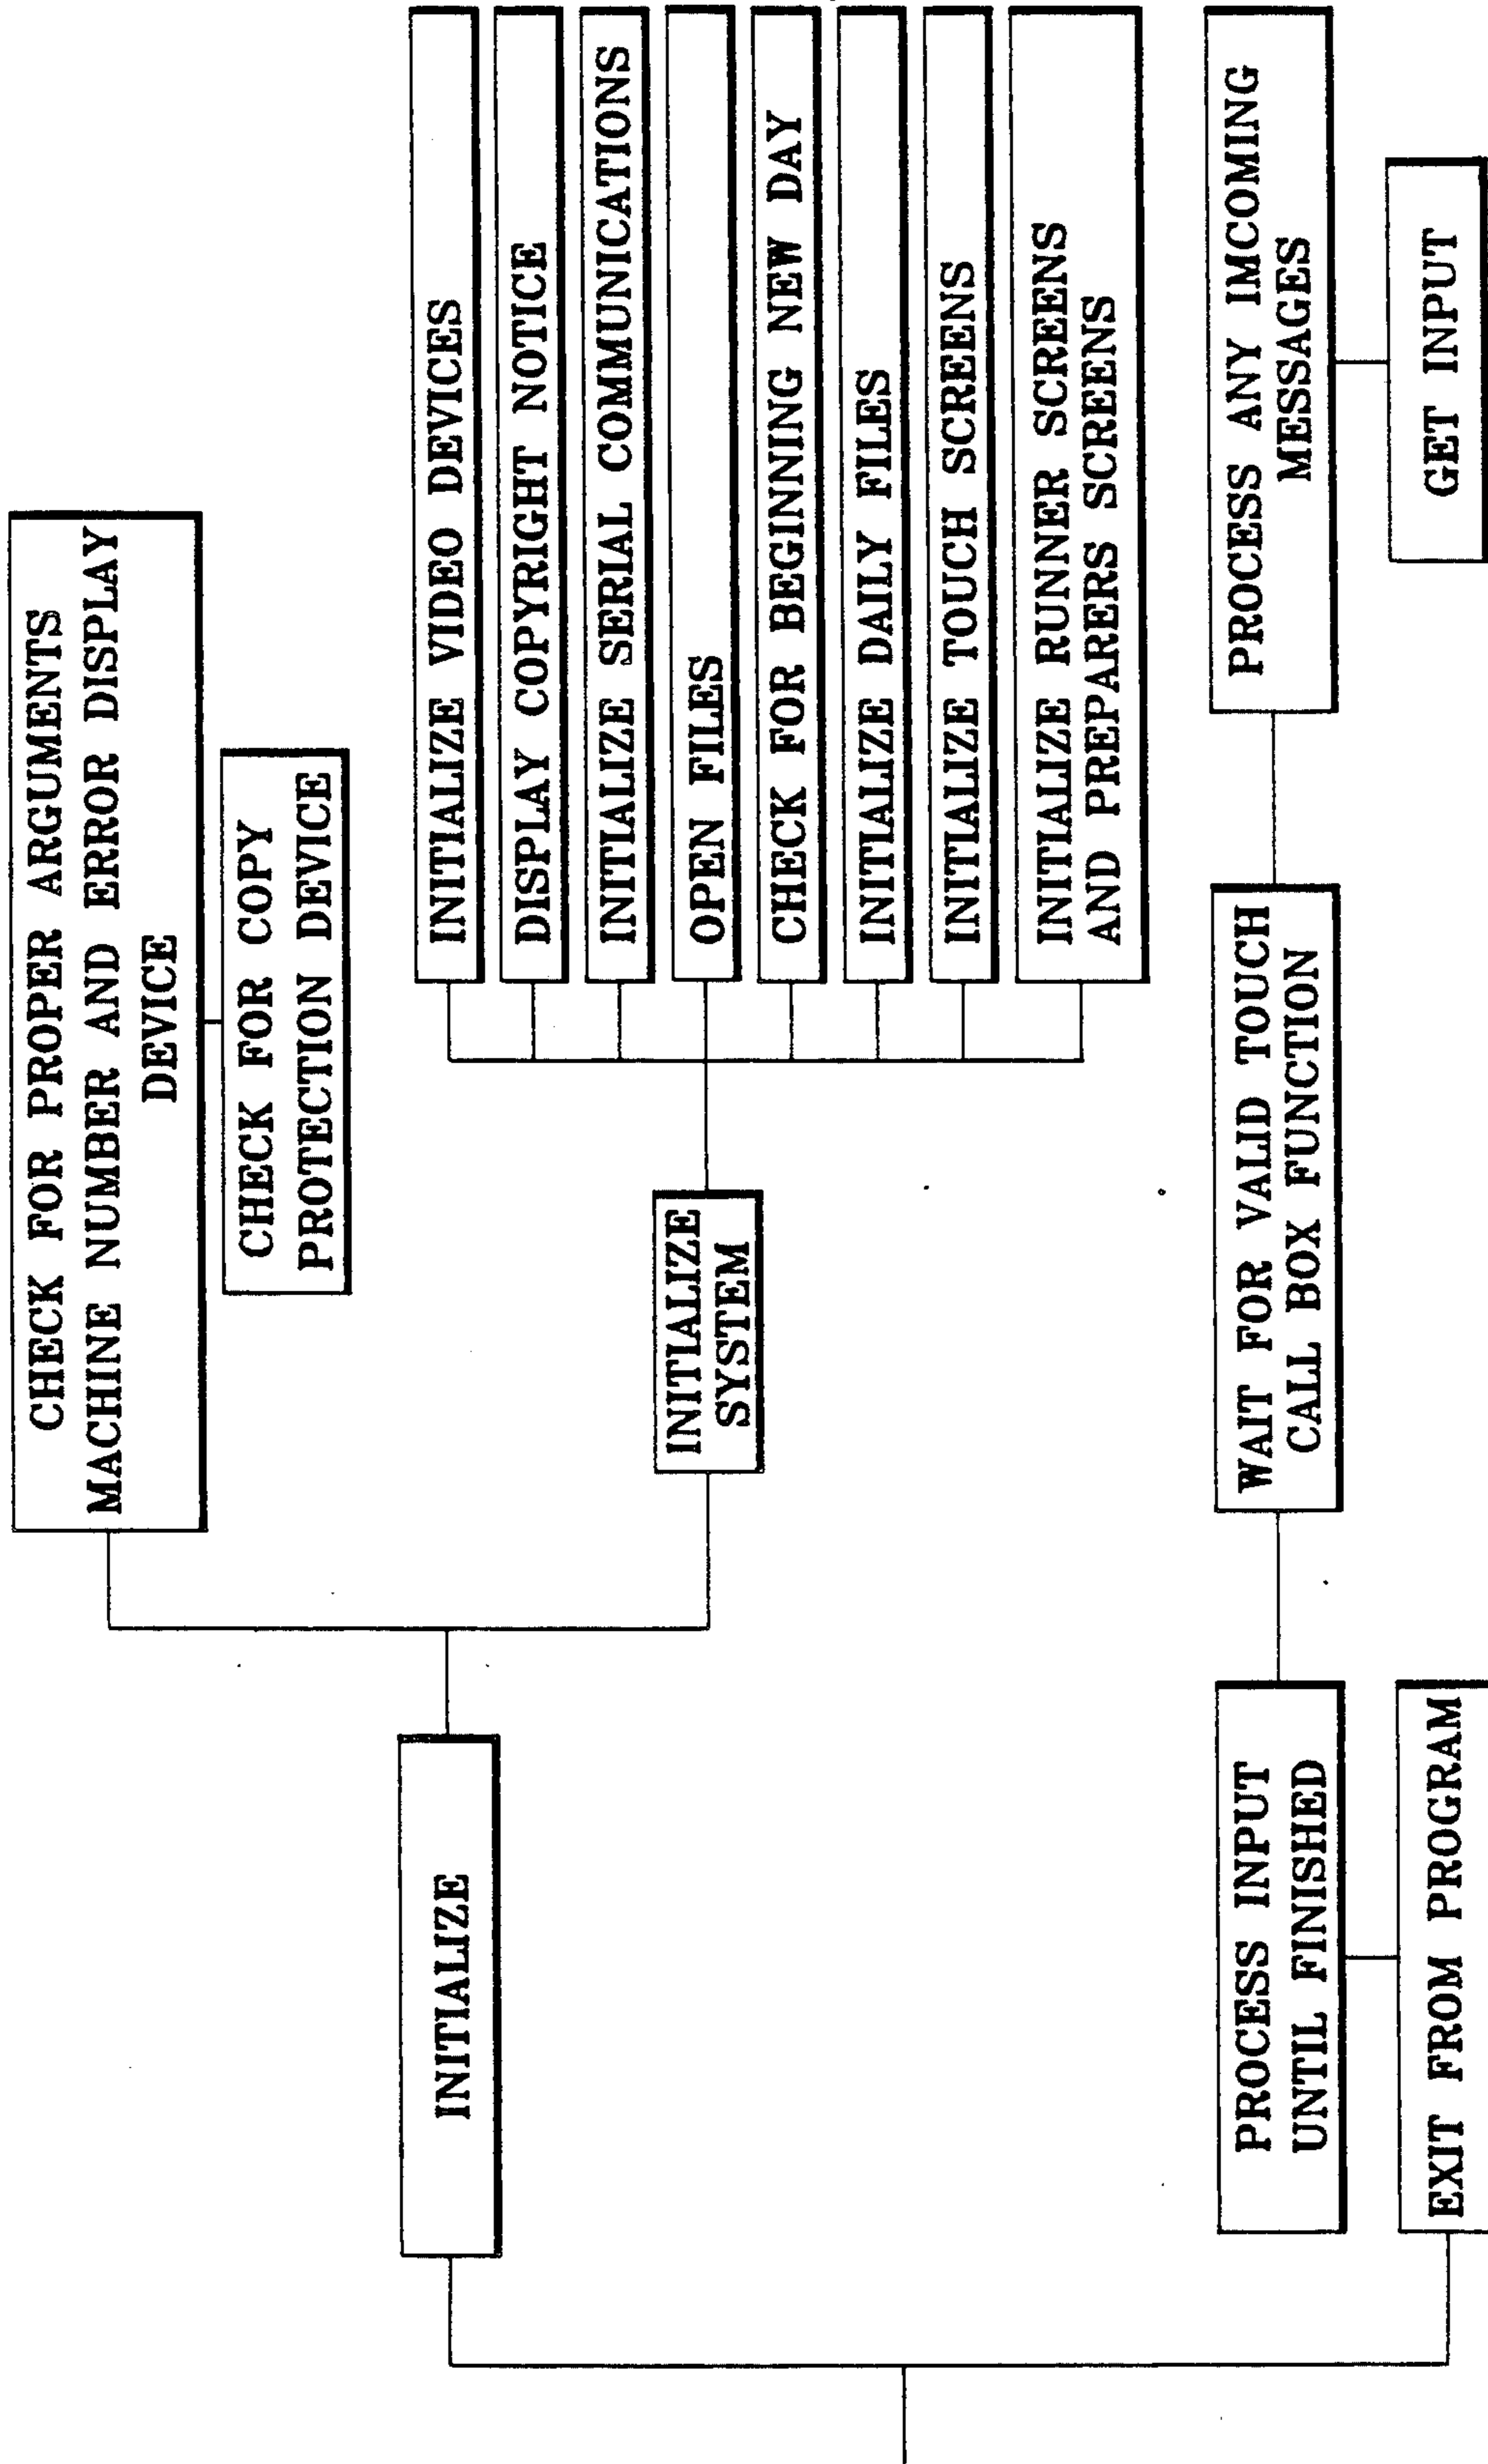 CHECK FOR PROPER ARGUMENTS
MACHINE NUMBER AND ERROR DISPLAY
DEVICE
CHECK FOR COPY
PROTECTION DEVICE
INITIALIZE
INITIALIZE
SYSTEM
INITIALIZE VIDEO DEVICES
DISPLAY COPYRIGHT NOTICE
INITIALIZE SERIAL COMMUNICATIONS
OPEN FILES
CHECK FOR BEGINNING NEW DAY
INITIALIZE DAILY FILES
INITIALIZE TOUCH SCREENS
INITIALIZE RUNNER SCREENS
AND PREPARERS SCREENS
PROCESS INPUT
UNTIL FINISHED
EXIT FROM PROGRAM
WAIT FOR VALID TOUCH
CALL BOX FUNCTION
PROCESS ANY IMCOMING
MESSAGES
GET INPUT